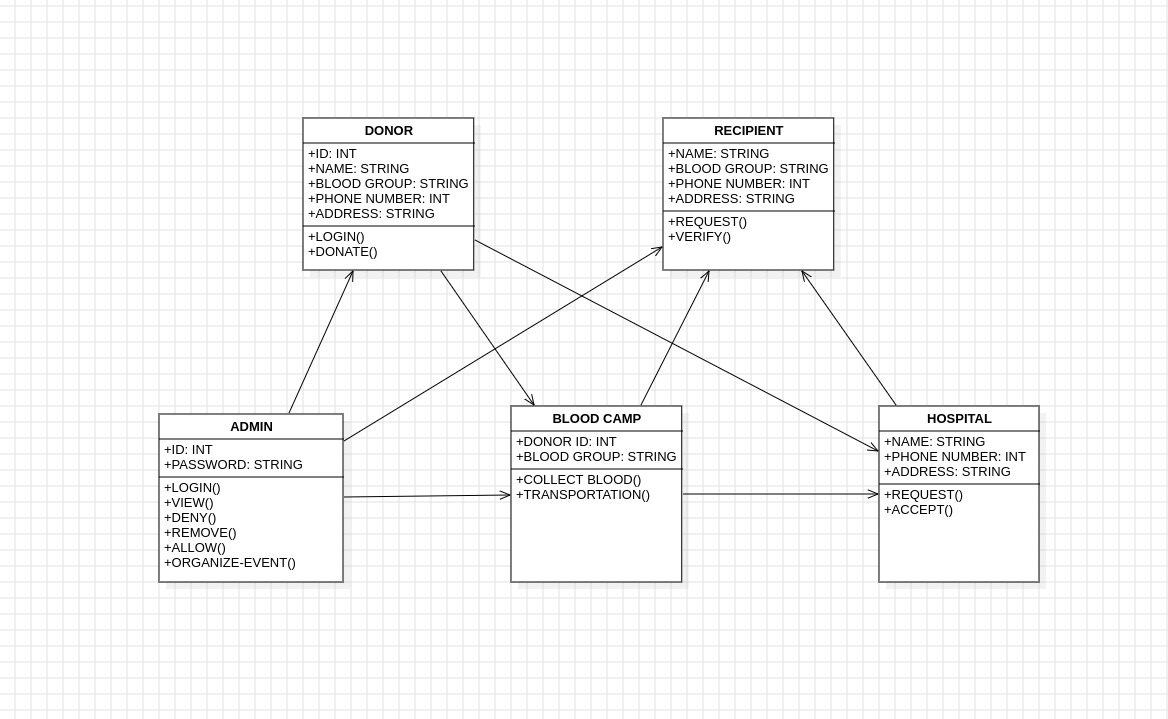 DONOR
+ID: INT
+NAME: STRING
+BLOOD GROUP: STRING
+PHONE NUMBER: INT
+ADDRESS: STRING
+LOGIN()
+DONATE()
RECIPIENT
+NAME: STRING
+BLOOD GROUP: STRING
+PHONE NUMBER: INT
+ADDRESS: STRING
+REQUEST()
+VERIFY()
ADMIN
+ID: INT
+PASSWORD: STRING
+LOGIN()
+VIEW()
+DENY()
+REMOVE()
+ALLOW()
+ORGANIZE-EVENT()
BLOOD CAMP
+DONOR ID: INT
+BLOOD GROUP: STRING
+COLLECT BLOOD()
+TRANSPORTATION()
HOSPITAL
+NAME: STRING
+PHONE NUMBER: INT
+ADDRESS: STRING
+REQUEST()
+ACCEPT()